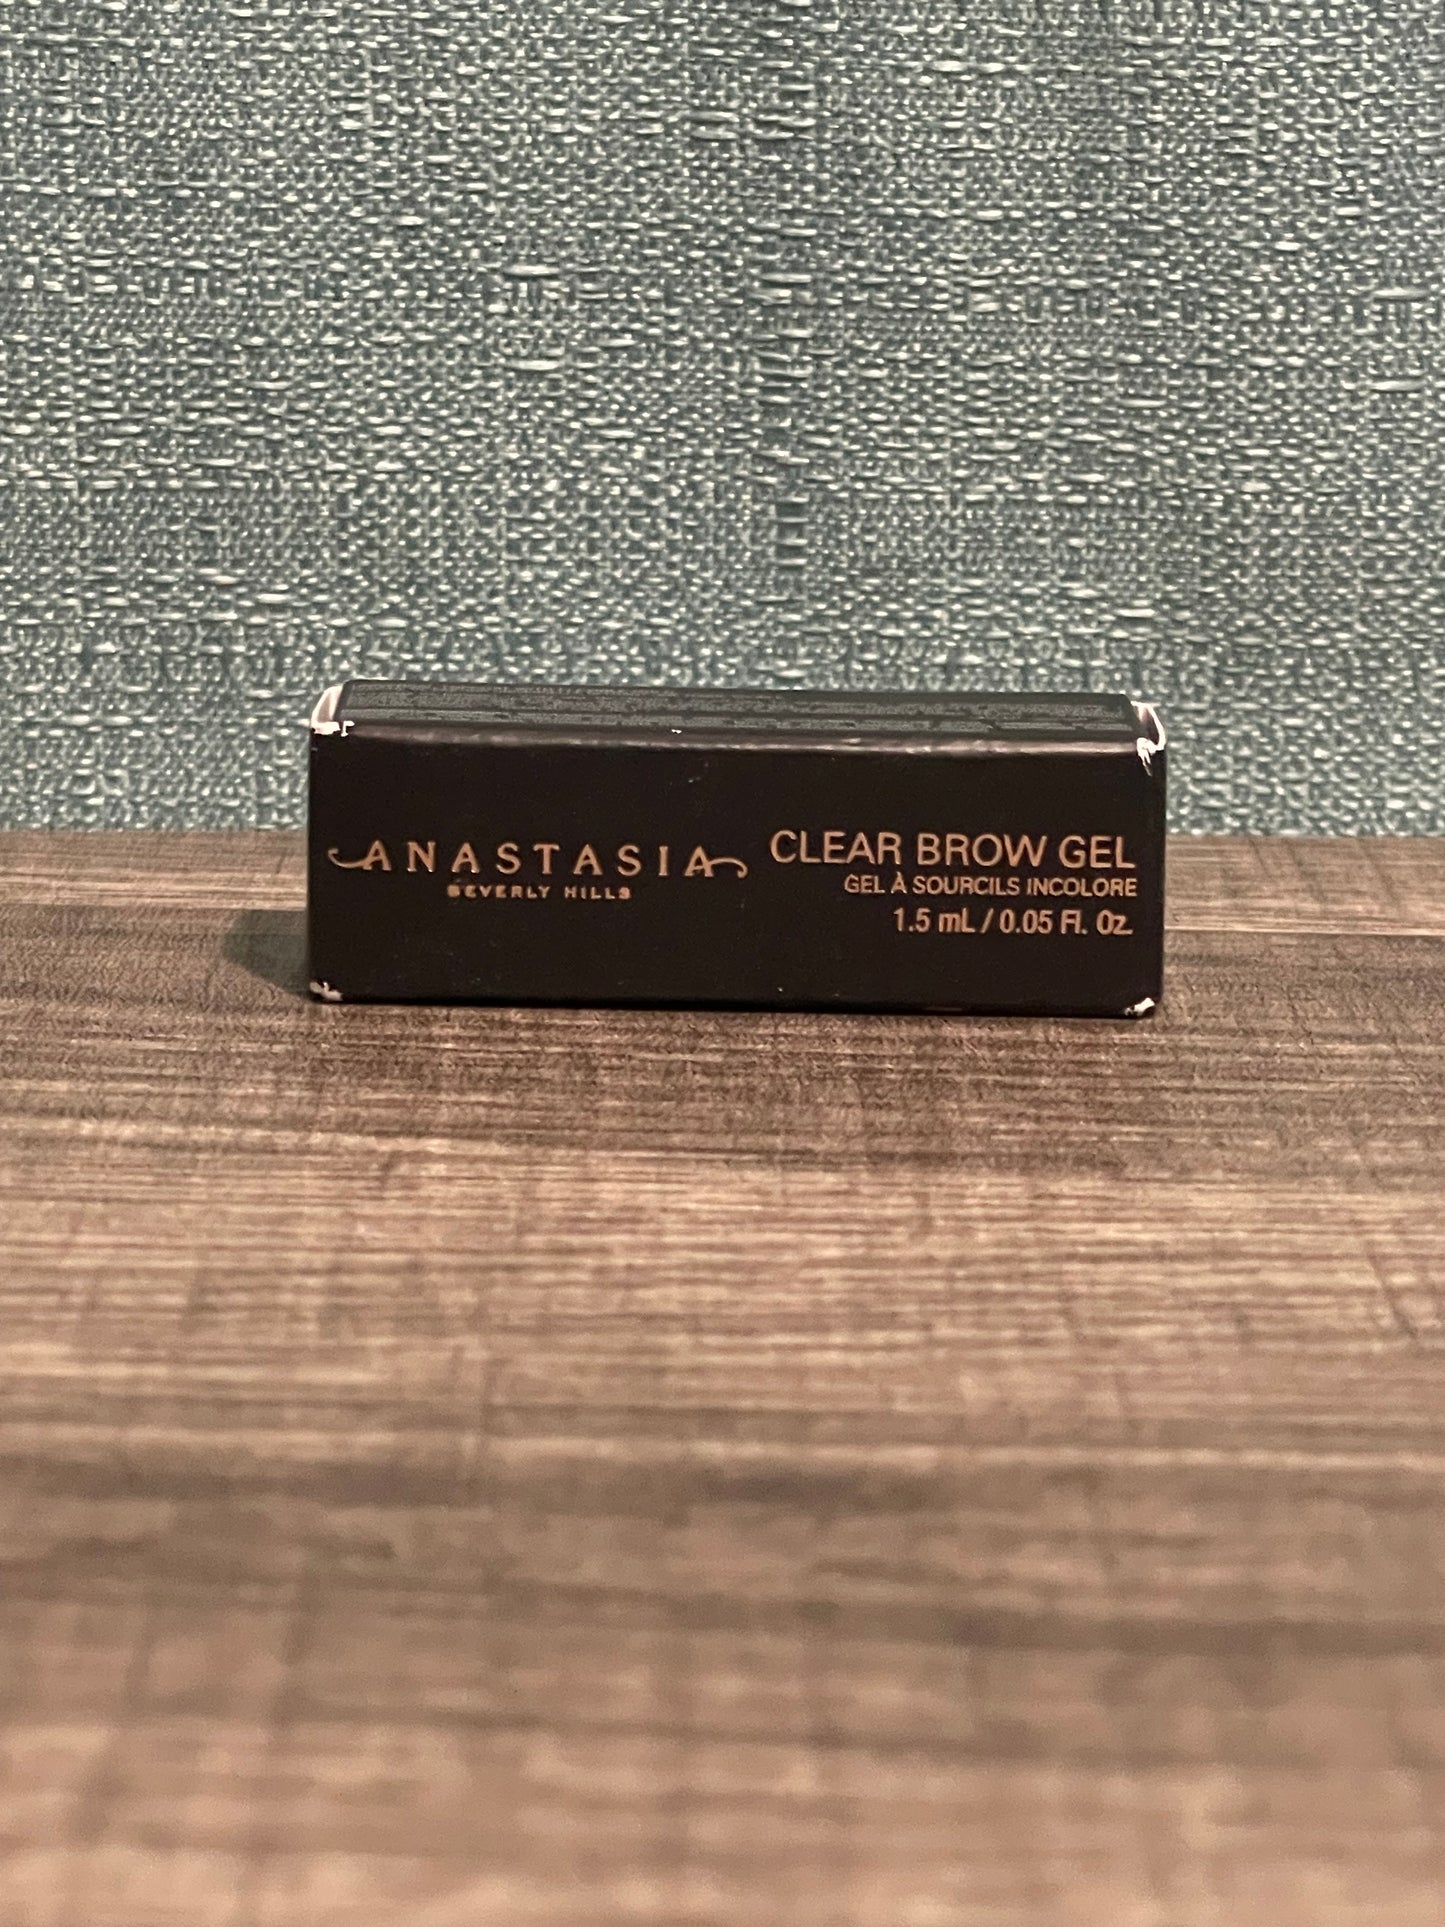 ANASTASIA
BEVERLY HILLS
CLEAR BROW GEL
GEL À SOURCILS INCOLORE
1.5 mL / 0.05 Fl. Oz.